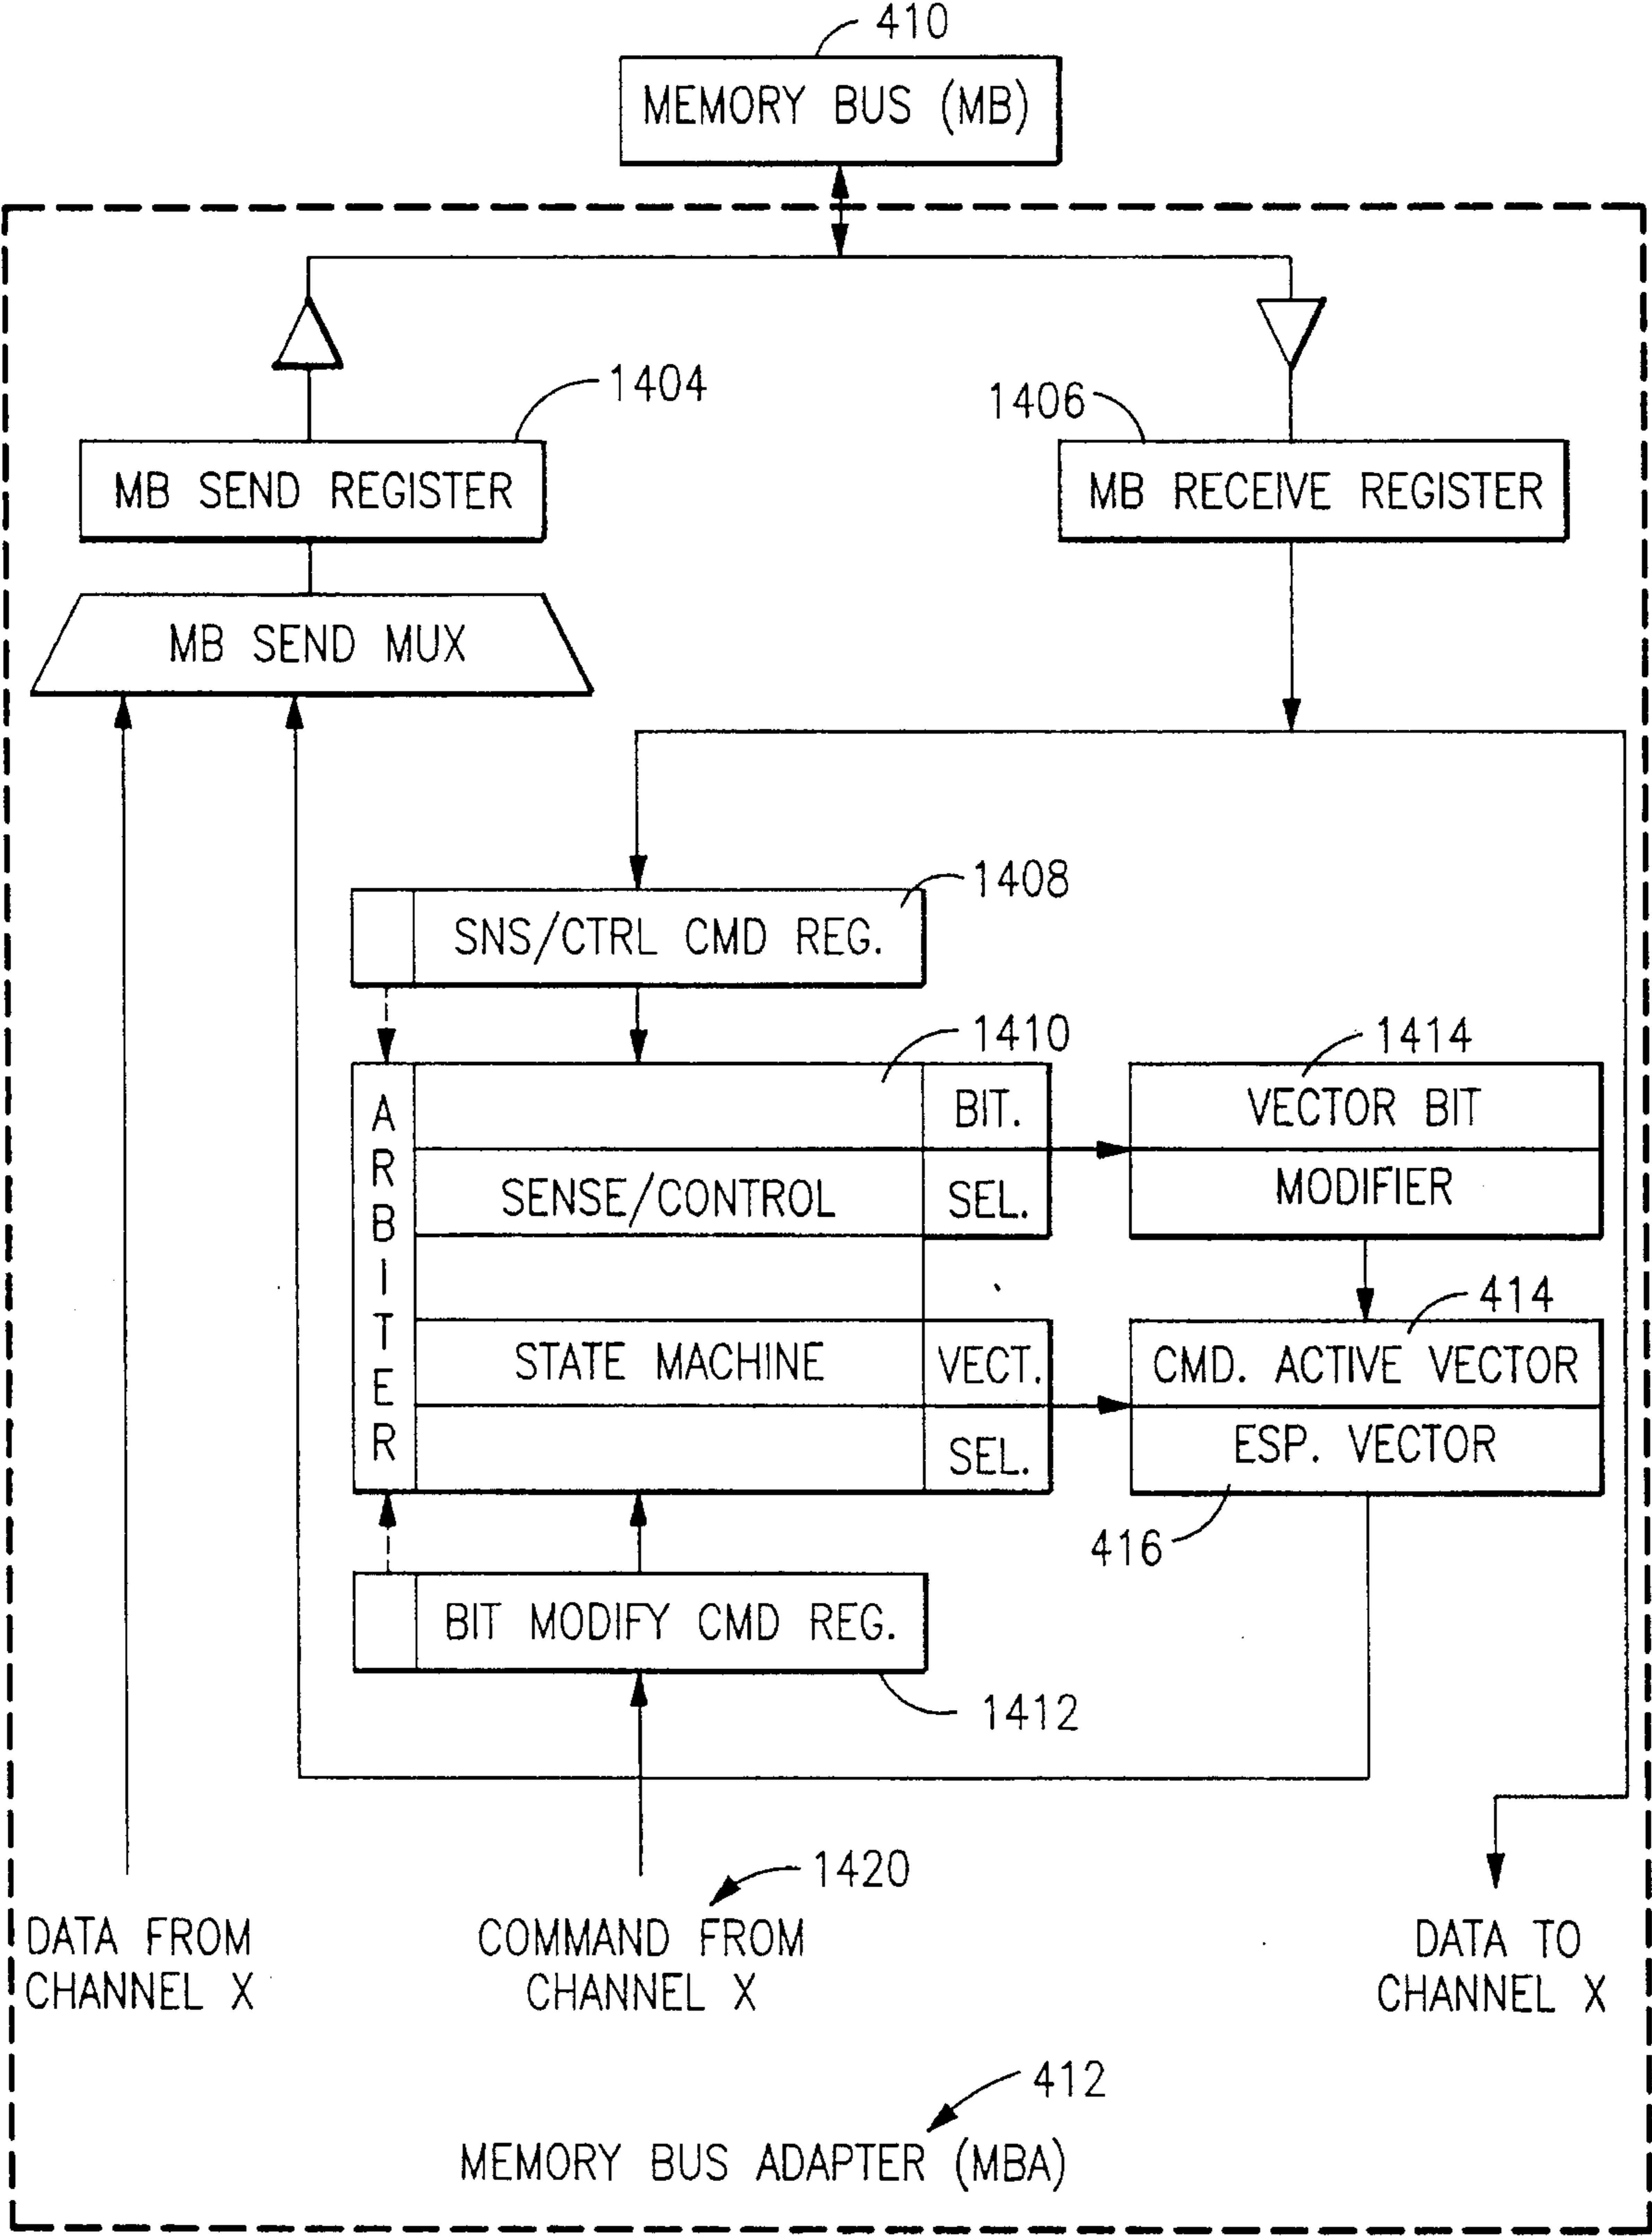 410
MEMORY BUS (MB)
1404
1406
MB SEND REGISTER
MB RECEIVE REGISTER
MB SEND MUX
1408
SNS/CTRL CMD REG.
1410
1414
ARBITER
BIT.
SEL.
VECTOR BIT
MODIFIER
SENSE/CONTROL
414
STATE MACHINE
VECT.
SEL.
CMD. ACTIVE VECTOR
ESP. VECTOR
416
BIT MODIFY CMD REG.
1412
1420
DATA FROM
CHANNEL X
COMMAND FROM
CHANNEL X
DATA TO
CHANNEL X
412
MEMORY BUS ADAPTER (MBA)